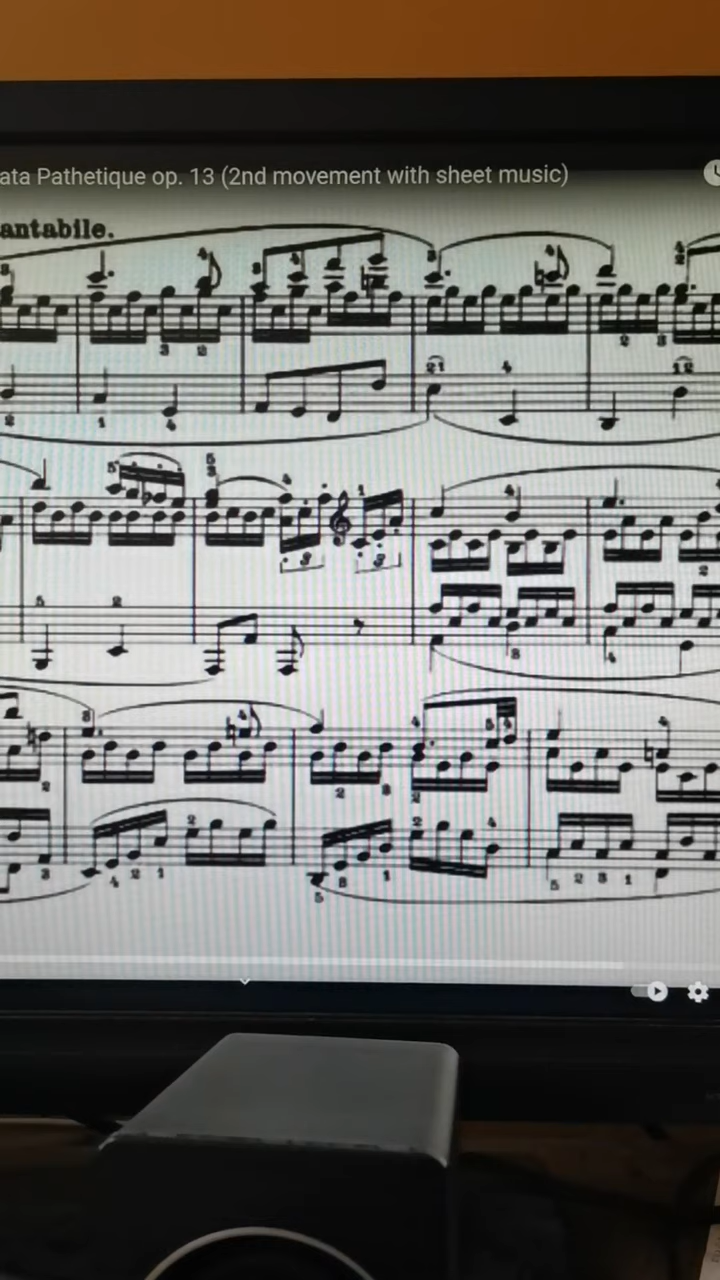 ata Pathetique op. 13 (2nd movement with sheet music)
antabile.